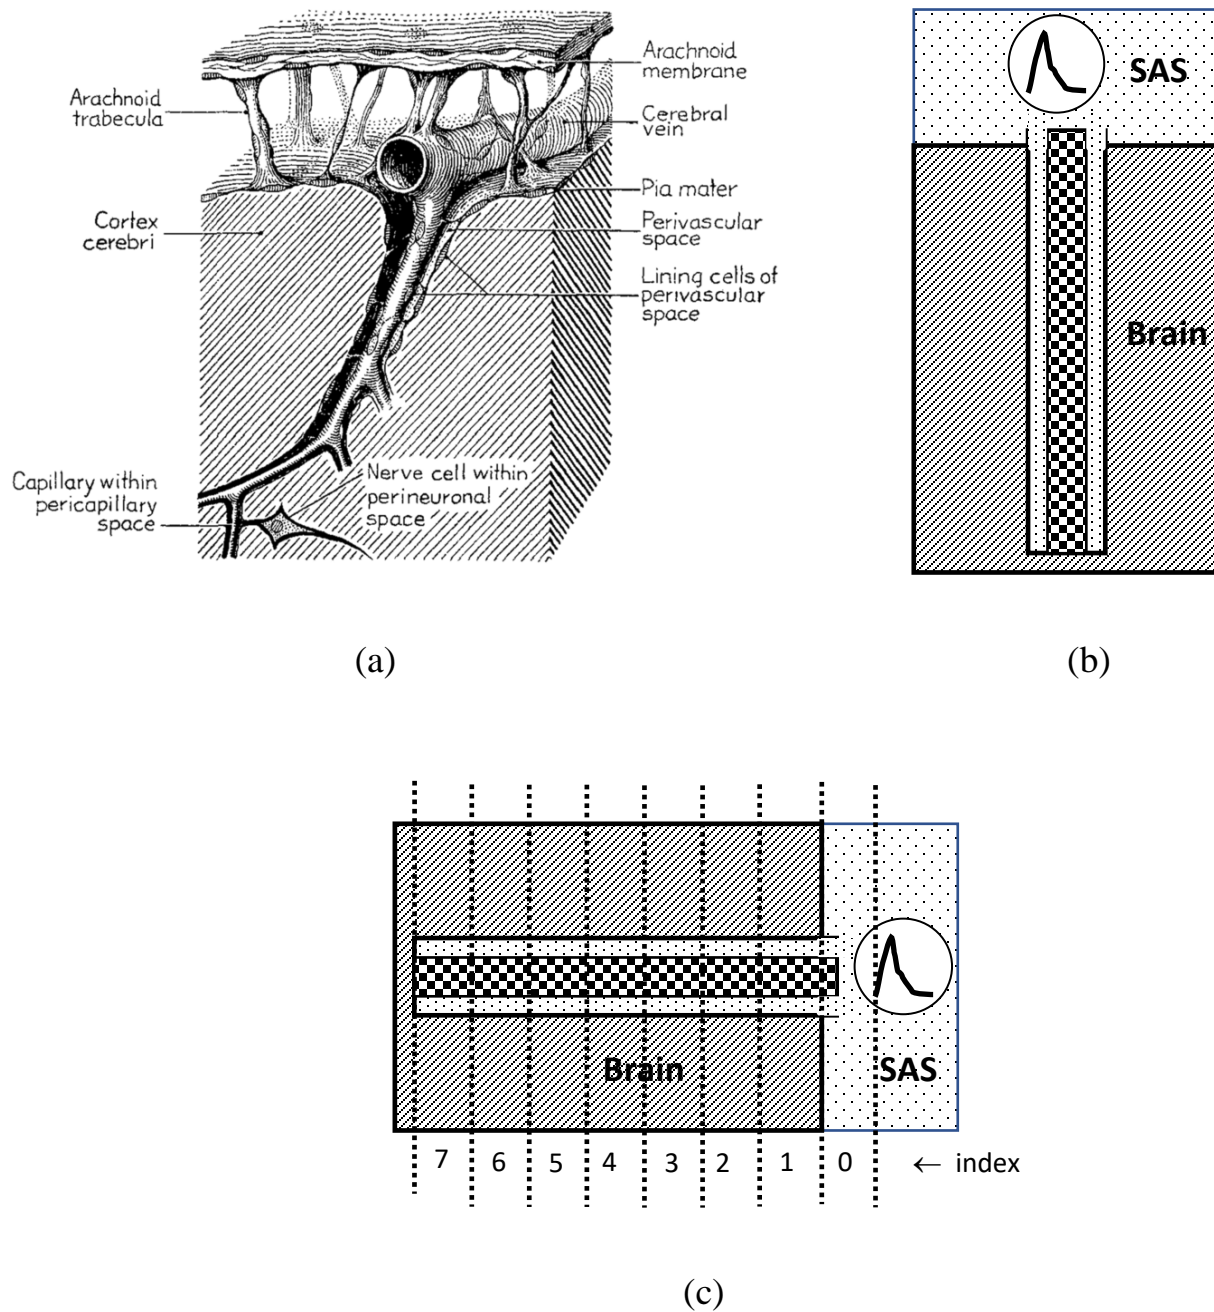 Arachnoid
membrane
Arachnoid
trabecula
Cerebral
vein
Pia mater
Cortex
cerebri
Perivascular
space
Lining cells of
perivascular
space
Capillary within
pericapillary
space
Nerve cell within
perineuronal
space
(a)
SAS
Brain
(b)
Brain
SAS
7 6 5 4 3 2 1 0 ← index
(c)